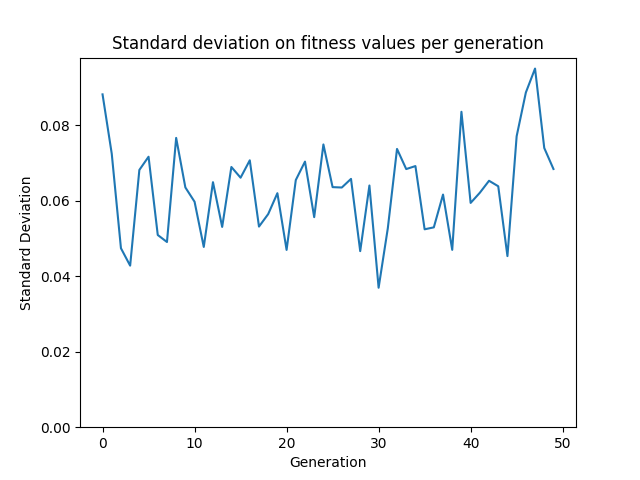 Standard deviation on fitness values per generation
Standard Deviation
0.08
0.06
0.04
0.02
0.00
0 10 20 30 40 50
Generation